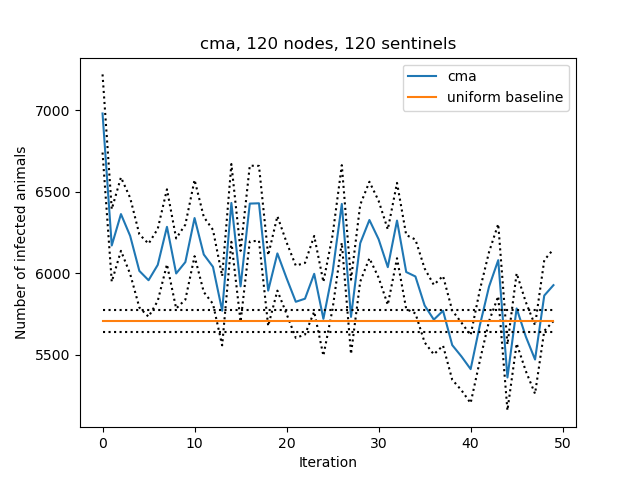 cma, 120 nodes, 120 sentinels
cma
uniform baseline
Number of infected animals
7000
6500
6000
5500
0 10 20 30 40 50
Iteration